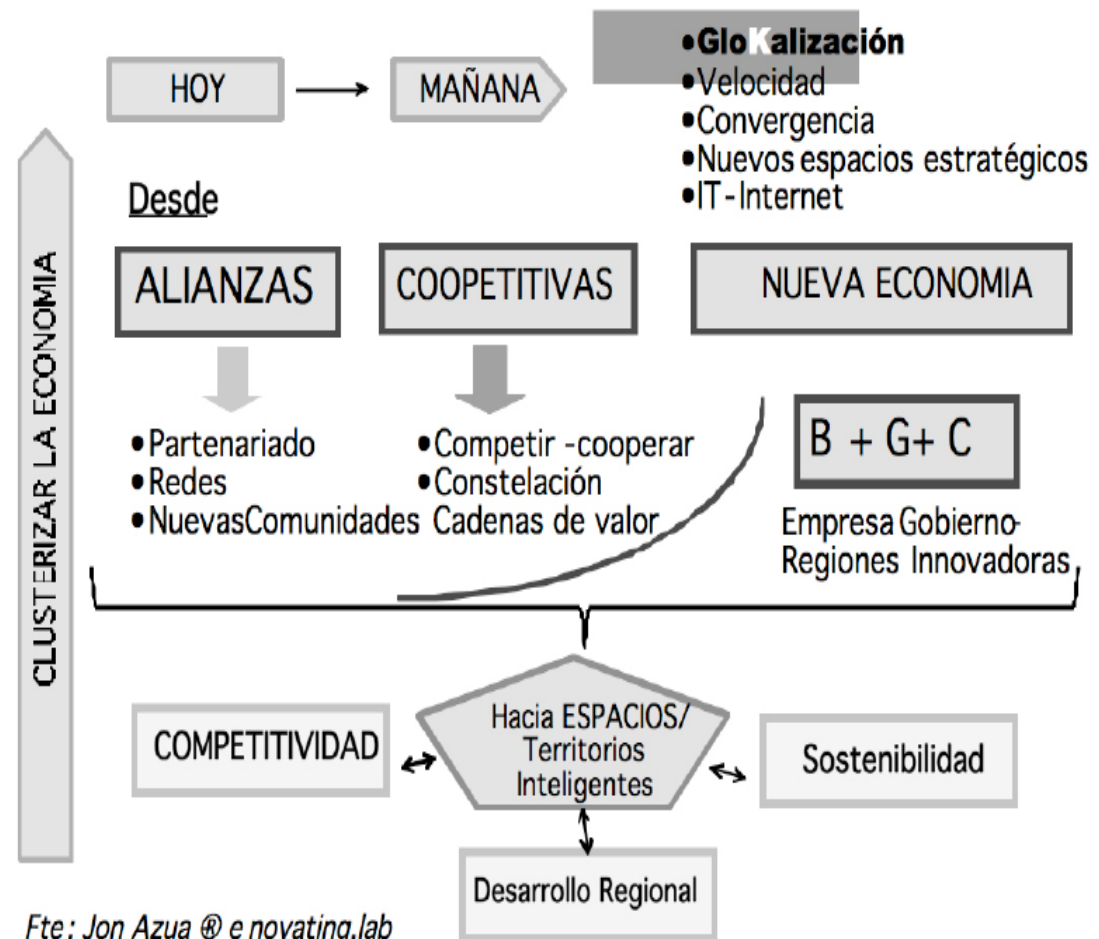 HOY
MAÑANA
•GloKalización
•Velocidad
•Convergencia
•Nuevos espacios estratégicos
•IT-Internet
CLUSTERIZAR LA ECONOMIA
Desde
ALIANZAS
COOPETITIVAS
NUEVA ECONOMIA
•Partenariado
•Redes
•NuevasComunidades
•Competir -cooperar
•Constelación
Cadenas de valor
B + G+ C
Empresa Gobierno-
Regiones Innovadoras
COMPETITIVIDAD
Hacia ESPACIOS/
Territorios
Inteligentes
Sostenibilidad
Desarrollo Regional
Fte: Jon Azua ® e novating.lab